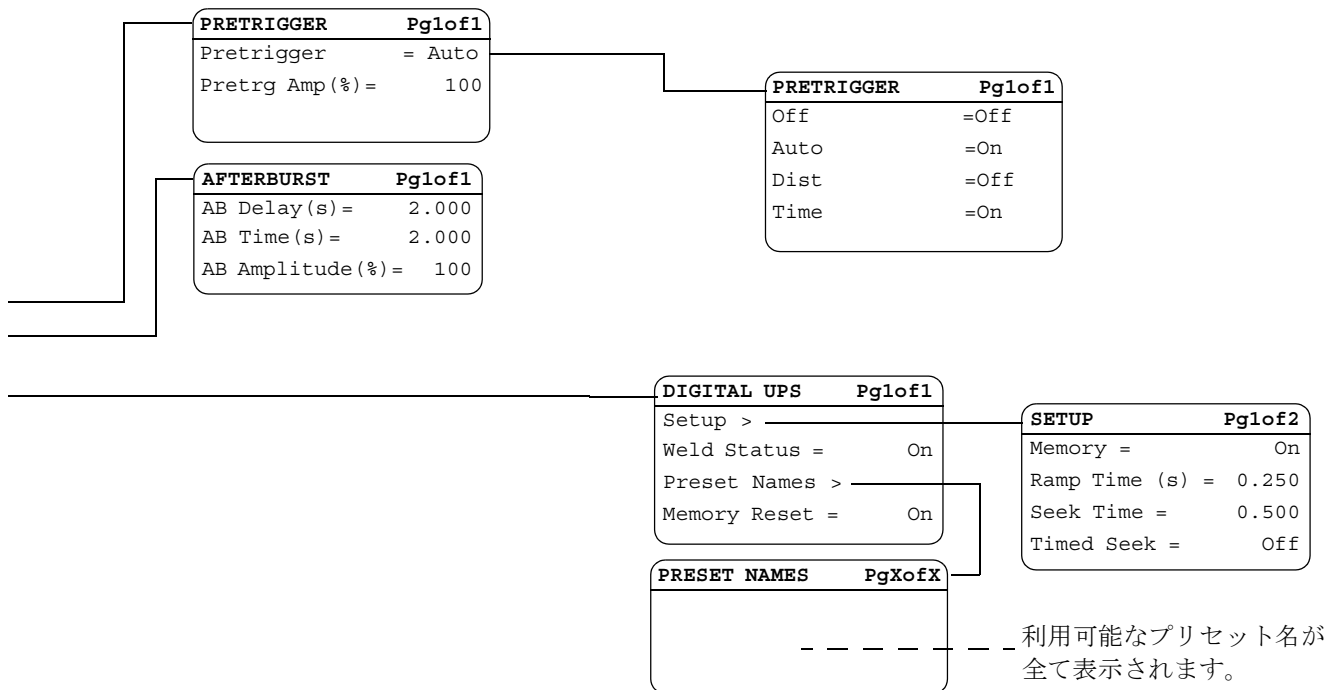 PRETRIGGER Pg1of1
Pretrigger = Auto
Pretrg Amp(%)= 100
PRETRIGGER Pg1of1
Off =Off
Auto =On
Dist =Off
Time =On
AFTERBURST Pg1of1
AB Delay(s)= 2.000
AB Time(s)= 2.000
AB Amplitude(%)= 100
DIGITAL UPS Pg1of1
Setup >
Weld Status = On
Preset Names >
Memory Reset = On
SETUP Pg1of2
Memory = On
Ramp Time (s) = 0.250
Seek Time = 0.500
Timed Seek = Off
PRESET NAMES PgXofX
利用可能なプリセット名が
全て表示されます。